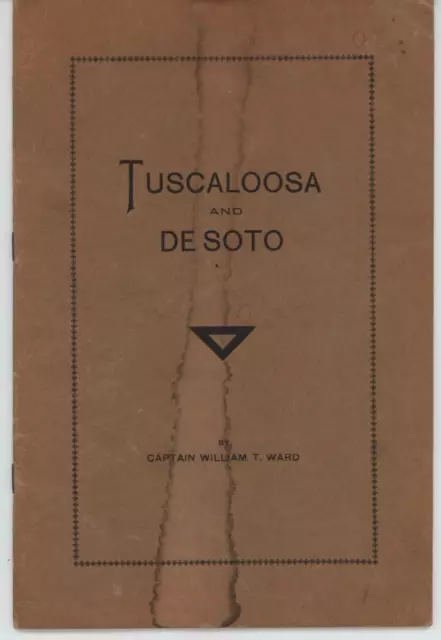 TUSCALOOSA
AND
DE SOTO
BY
CAPTAIN WILLIAM T. WARD